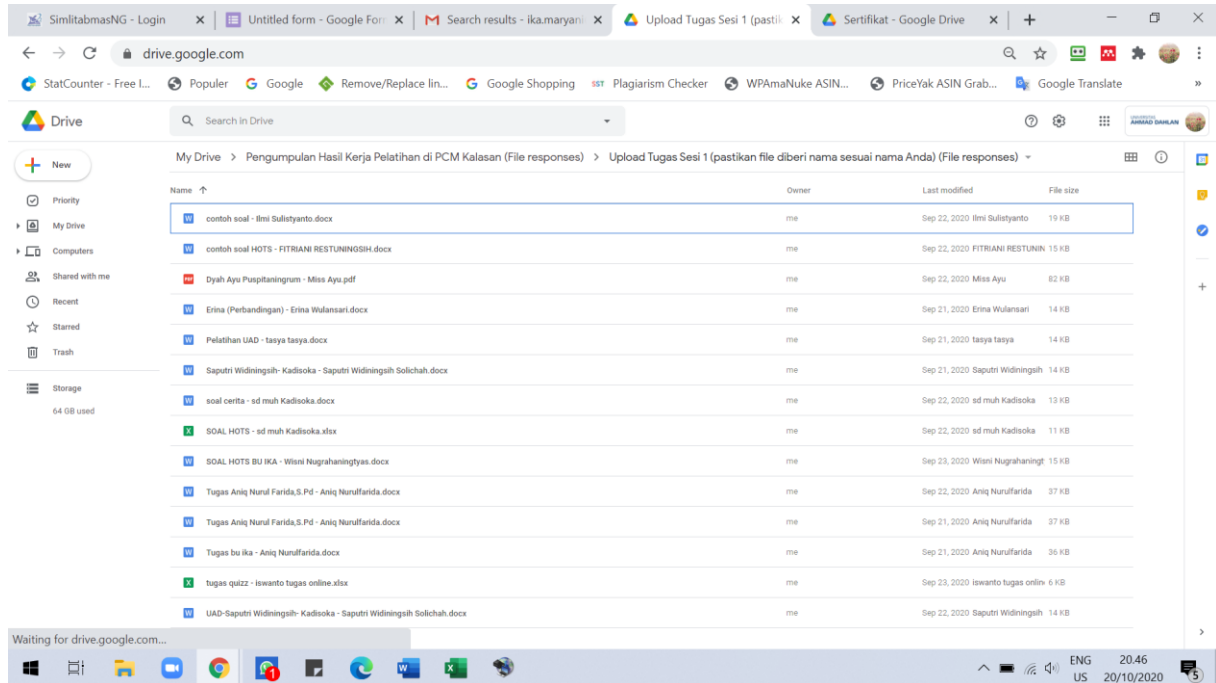 SimlitabmasNG - Login
Untitled form - Google For
Search results - ika.maryani
Upload Tugas Sesi 1 (pastik
Sertifikat - Google Drive
drive.google.com
StatCounter - Free I...
Populer
Google
Remove/Replace lin...
Google Shopping
SST Plagiarism Checker
WPAmaNuke ASIN...
PriceYak ASIN Grab...
Google Translate
»
Drive
Search in Drive
UNIVERSITAS AHMAD DAHLAN
New
My Drive > Pengumpulan Hasil Kerja Pelatihan di PCM Kalasan (File responses) > Upload Tugas Sesi 1 (pastikan file diberi nama sesuai nama Anda) (File responses)
Priority
My Drive
Computers
Shared with me
Recent
Starred
Trash
Storage
64 GB used
Name Owner Last modified File size
contoh soal - Ilmi Sulistyanto.docx me Sep 22, 2020 Ilmi Sulistyanto 19 KB
contoh soal HOTS - FITRIANI RESTUNINGSIH.docx me Sep 22, 2020 FITRIANI RESTUNIN 15 KB
PDF Dyah Ayu Puspitaningrum - Miss Ayu.pdf me Sep 22, 2020 Miss Ayu 82 KB
Erina (Perbandingan) - Erina Wulansari.docx me Sep 21, 2020 Erina Wulansari 14 KB
Pelatihan UAD - tasya tasya.docx me Sep 21, 2020 tasya tasya 14 KB
Saputri Widiningsih- Kadisoka - Saputri Widiningsih Solichah.docx me Sep 21, 2020 Saputri Widiningsih 14 KB
soal cerita - sd muh Kadisoka.docx me Sep 22, 2020 sd muh Kadisoka 13 KB
SOAL HOTS - sd muh Kadisoka.xlsx me Sep 22, 2020 sd muh Kadisoka 11 KB
SOAL HOTS BU IKA - Wisni Nugrahaningtyas.docx me Sep 23, 2020 Wisni Nugrahaningt 15 KB
Tugas Aniq Nurul Farida,S.Pd - Aniq Nurulfarida.docx me Sep 22, 2020 Aniq Nurulfarida 37 KB
Tugas Aniq Nurul Farida,S.Pd - Aniq Nurulfarida.docx me Sep 21, 2020 Aniq Nurulfarida 37 KB
Tugas bu ika - Aniq Nurulfarida.docx me Sep 21, 2020 Aniq Nurulfarida 36 KB
tugas quizz - iswanto tugas online.xlsx me Sep 23, 2020 iswanto tugas onlin 6 KB
UAD-Saputri Widiningsih- Kadisoka - Saputri Widiningsih Solichah.docx me Sep 22, 2020 Saputri Widiningsih 14 KB
Waiting for drive.google.com...
ENG 20.46
US 20/10/2020
5